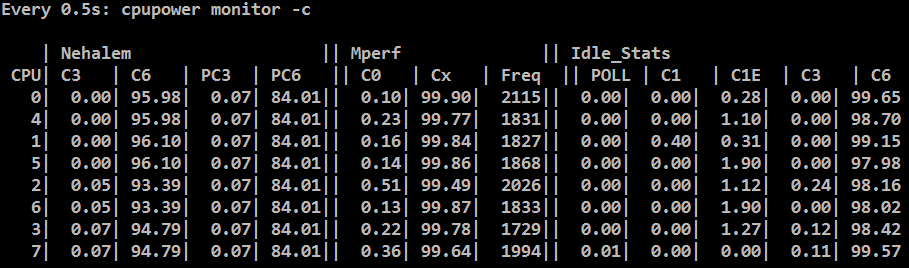 Every 0.5s: cpupower monitor -c
    | Nehalem                   || Mperf              || Idle_Stats
 CPU| C3   | C6   | PC3  | PC6  || C0   | Cx   | Freq  || POLL | C1   | C1E  | C3   | C6
   0|  0.00| 95.98|  0.07| 84.01||  0.10| 99.90|  2115||  0.00|  0.00|  0.28|  0.00| 99.65
   4|  0.00| 95.98|  0.07| 84.01||  0.23| 99.77|  1831||  0.00|  0.00|  1.10|  0.00| 98.70
   1|  0.00| 96.10|  0.07| 84.01||  0.16| 99.84|  1827||  0.00|  0.40|  0.31|  0.00| 99.15
   5|  0.00| 96.10|  0.07| 84.01||  0.14| 99.86|  1868||  0.00|  0.00|  1.90|  0.00| 97.98
   2|  0.05| 93.39|  0.07| 84.01||  0.51| 99.49|  2026||  0.00|  0.00|  1.12|  0.24| 98.16
   6|  0.05| 93.39|  0.07| 84.01||  0.13| 99.87|  1833||  0.00|  0.00|  1.90|  0.00| 98.02
   3|  0.07| 94.79|  0.07| 84.01||  0.22| 99.78|  1729||  0.00|  0.00|  1.27|  0.12| 98.42
   7|  0.07| 94.79|  0.07| 84.01||  0.36| 99.64|  1994||  0.01|  0.00|  0.00|  0.11| 99.57